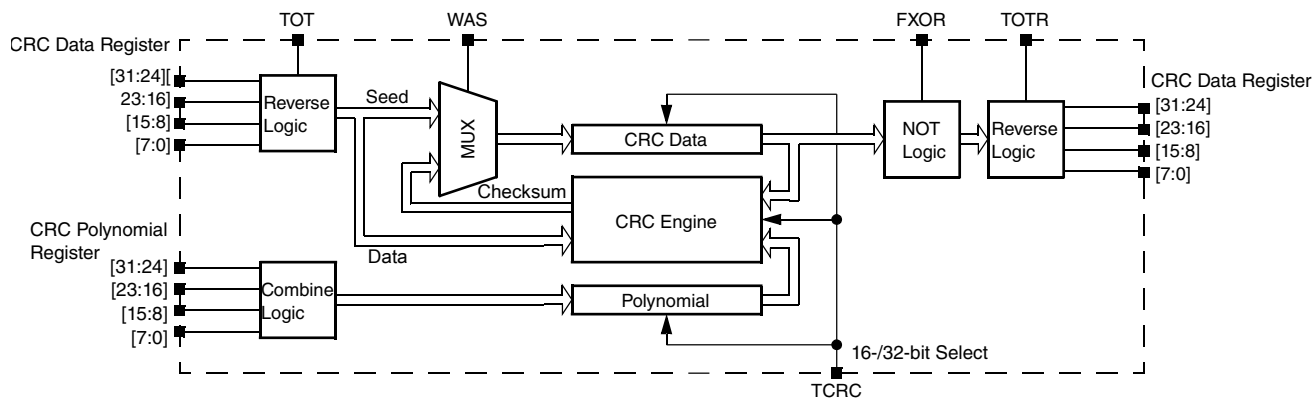 TOT
WAS
FXOR
TOTR
CRC Data Register
[31:24][
23:16]
[15:8]
[7:0]
Reverse
Logic
Seed
MUX
CRC Data
NOT
Logic
Reverse
Logic
CRC Data Register
[31:24]
[23:16]
[15:8]
[7:0]
Checksum
CRC Engine
Data
CRC Polynomial
Register
[31:24]
[23:16]
[15:8]
[7:0]
Combine
Logic
Polynomial
16-/32-bit Select
TCRC